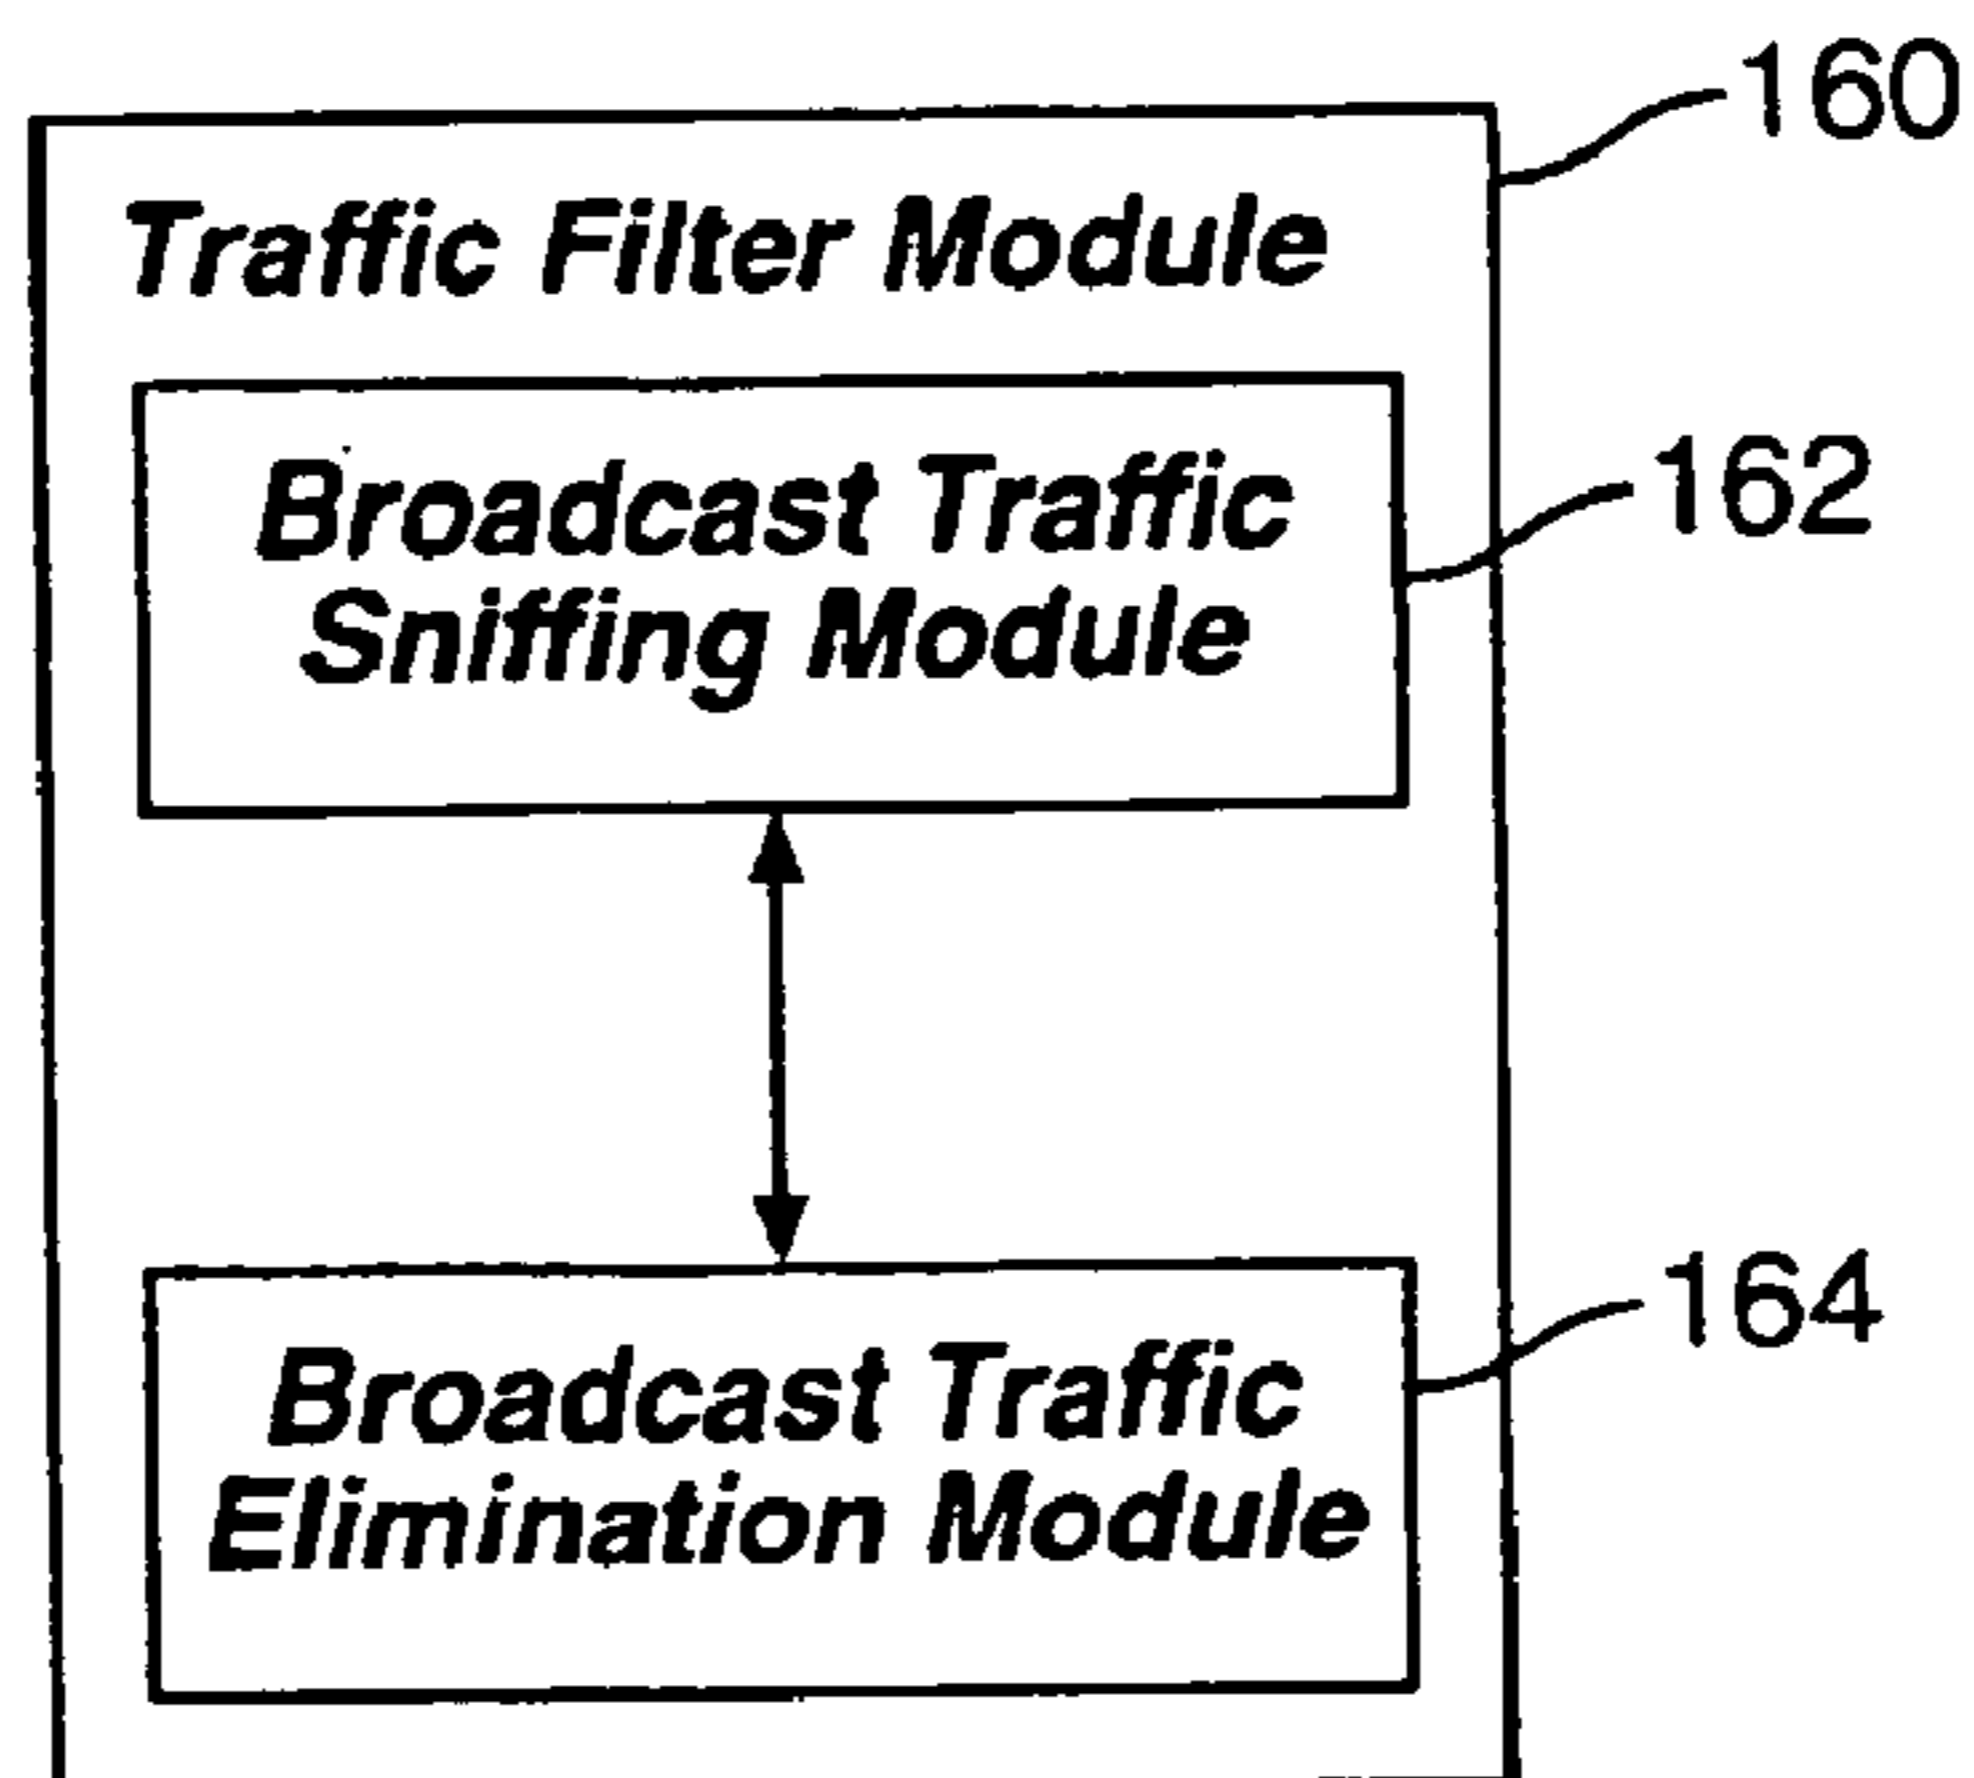 160
Traffic Filter Module
Broadcast Traffic
Sniffing Module
162
Broadcast Traffic
Elimination Module
164